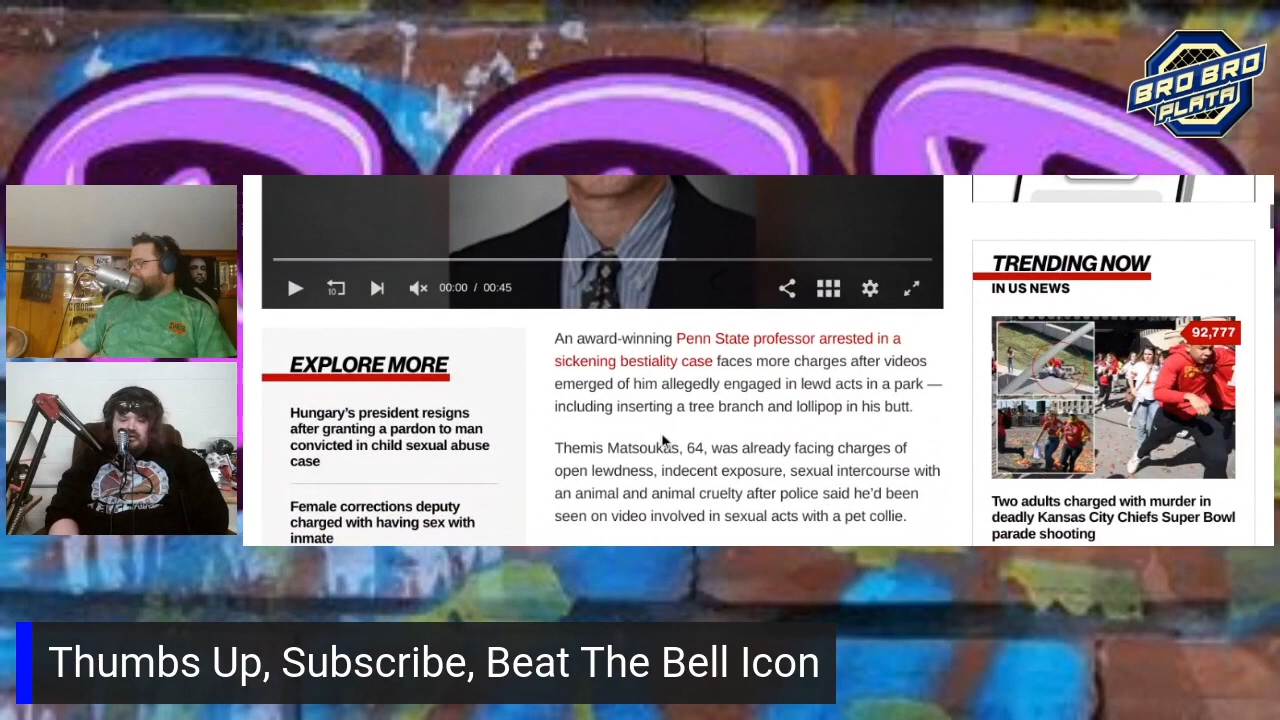 BRO BRO
PLATA
00:00 / 00:45
EXPLORE MORE
Hungary’s president resigns
after granting a pardon to man
convicted in child sexual abuse
case
Female corrections deputy
charged with having sex with
inmate
An award-winning Penn State professor arrested in a
sickening bestiality case faces more charges after videos
emerged of him allegedly engaged in lewd acts in a park —
including inserting a tree branch and lollipop in his butt.
Themis Matsoukas, 64, was already facing charges of
open lewdness, indecent exposure, sexual intercourse with
an animal and animal cruelty after police said he’d been
seen on video involved in sexual acts with a pet collie.
TRENDING NOW
IN US NEWS
92,777
Two adults charged with murder in
deadly Kansas City Chiefs Super Bowl
parade shooting
Thumbs Up, Subscribe, Beat The Bell Icon